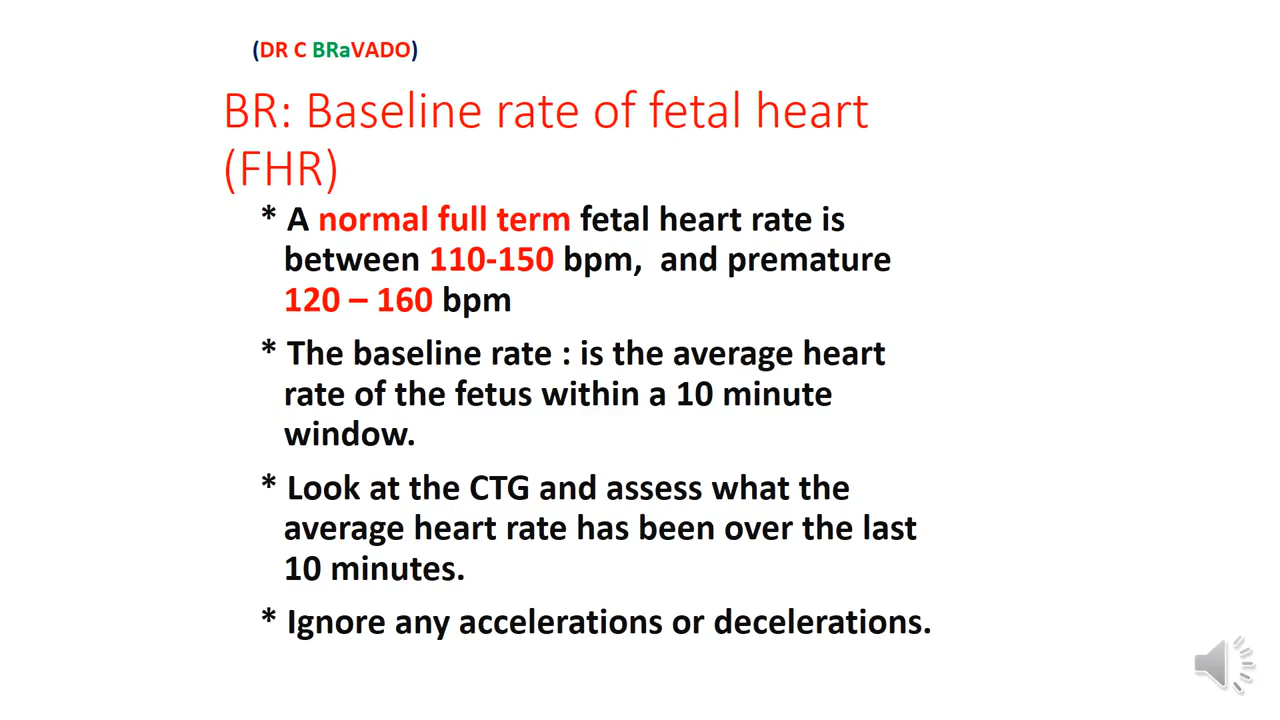 (DR C BRaVADO)
BR: Baseline rate of fetal heart
(FHR)
* A normal full term fetal heart rate is
between 110-150 bpm, and premature
120 – 160 bpm
* The baseline rate : is the average heart
rate of the fetus within a 10 minute
window.
* Look at the CTG and assess what the
average heart rate has been over the last
10 minutes.
* Ignore any accelerations or decelerations.